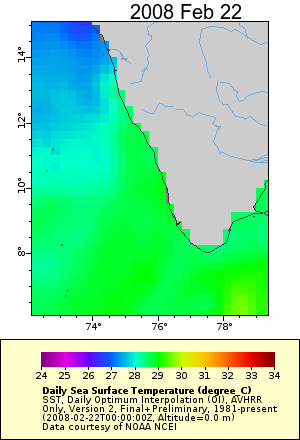 2008 Feb 22
14°
12°
10°
8°
74°
76°
78°
24 25 26 27 28 29 30 31 32 33 34
Daily Sea Surface Temperature (degree_C)
SST, Daily Optimum Interpolation (OI), AVHRR
Only, Version 2, Final+Preliminary, 1981-present
(2008-02-22T00:00:00Z, Altitude=0.0 m)
Data courtesy of NOAA NCEI